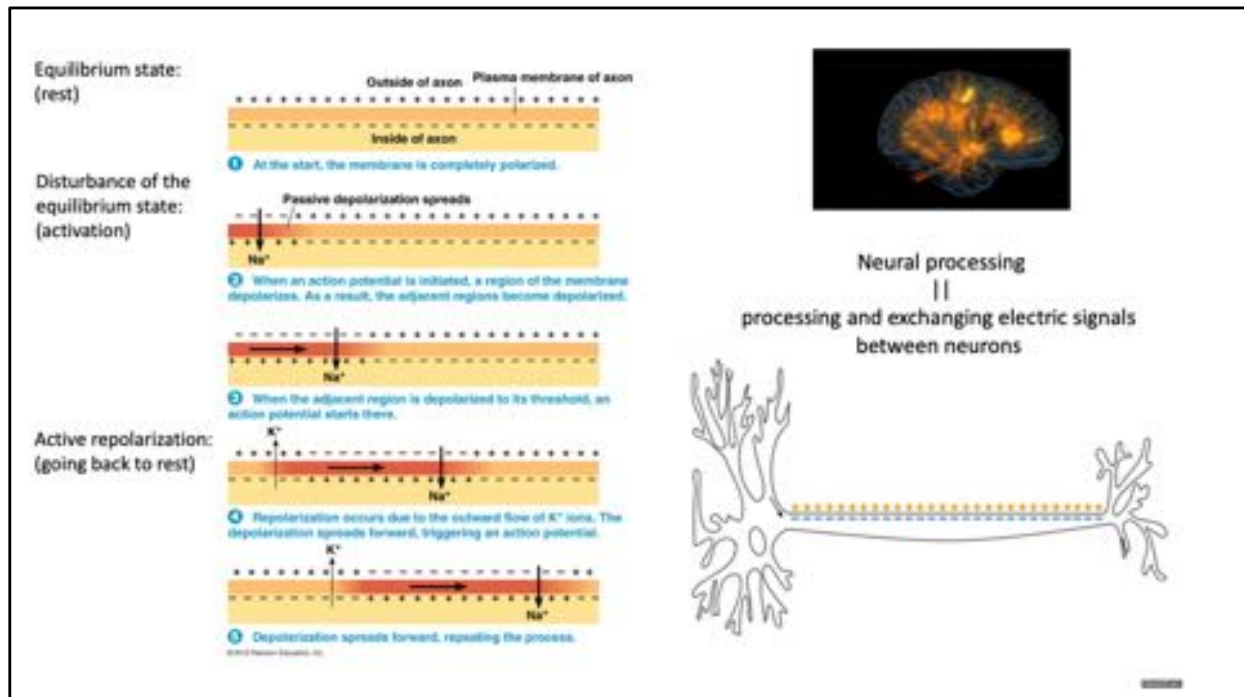 Equilibrium state:
(rest)
Outside of axon
Plasma membrane of axon
Inside of axon
1 At the start, the membrane is completely polarized.
Disturbance of the
equilibrium state:
(activation)
Passive depolarization spreads
Na⁺
2 When an action potential is initiated, a region of the membrane
depolarizes. As a result, the adjacent regions become depolarized.
Na⁺
3 When the adjacent region is depolarized to its threshold, an
action potential starts there.
Active repolarization:
(going back to rest)
K⁺
Na⁺
4 Repolarization occurs due to the outward flow of K⁺ ions. The
depolarization spreads forward, triggering an action potential.
K⁺
Na⁺
5 Depolarization spreads forward, repeating the process.
Pearson Education, Inc.
Neural processing
||
processing and exchanging electric signals
between neurons